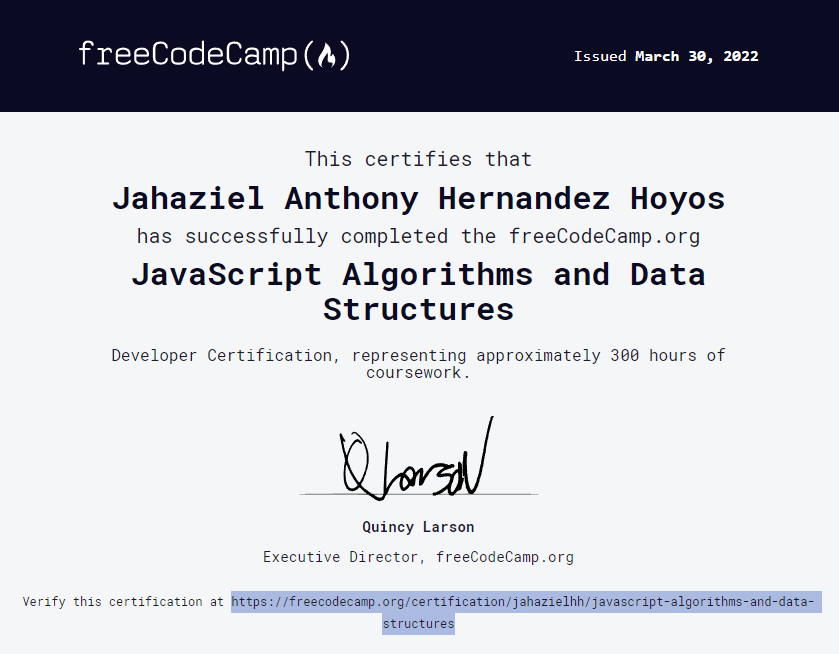 freeCodeCamp(🔥)
Issued March 30, 2022
This certifies that
Jahaziel Anthony Hernandez Hoyos
has successfully completed the freeCodeCamp.org
JavaScript Algorithms and Data
Structures
Developer Certification, representing approximately 300 hours of
coursework.
Q Larson
Quincy Larson
Executive Director, freeCodeCamp.org
Verify this certification at https://freecodecamp.org/certification/jahazielhh/javascript-algorithms-and-data-
structures